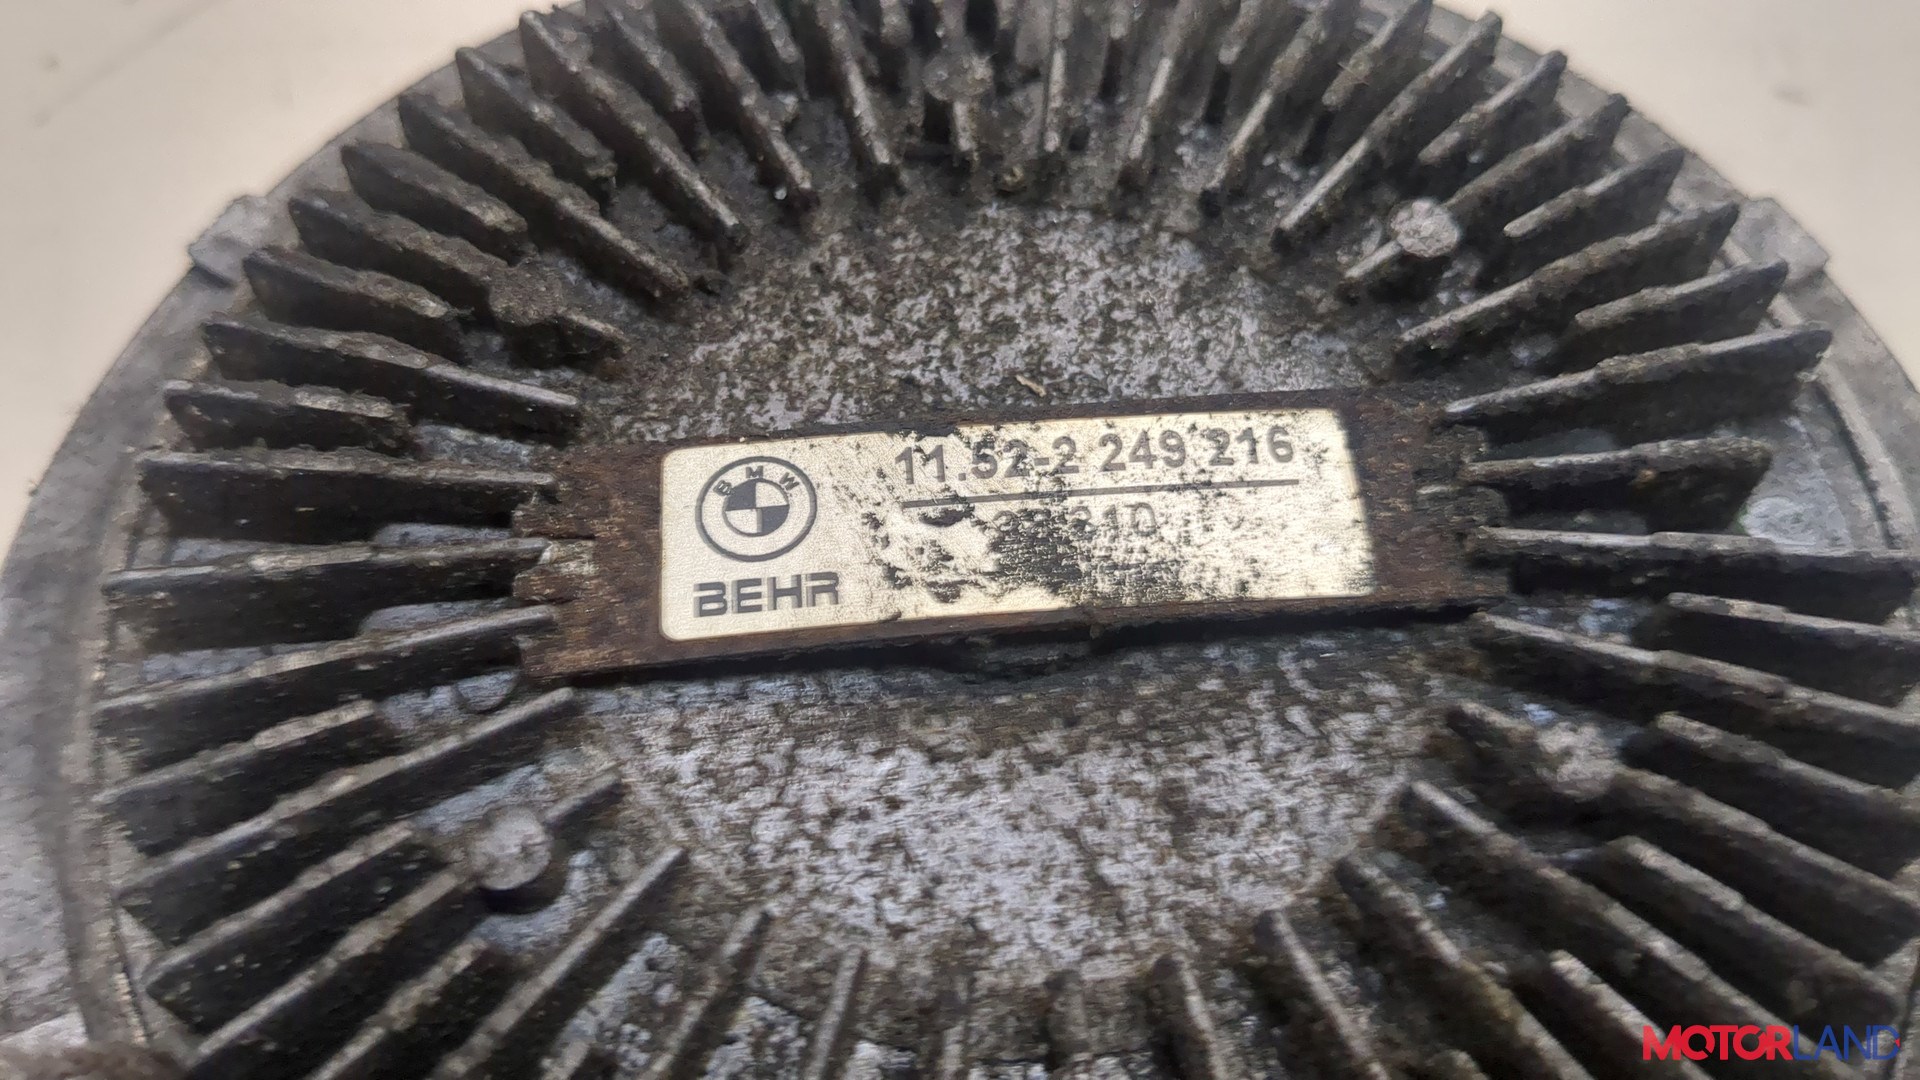 BMW
BEHR
11.52-2 249 216
MOTORLAND